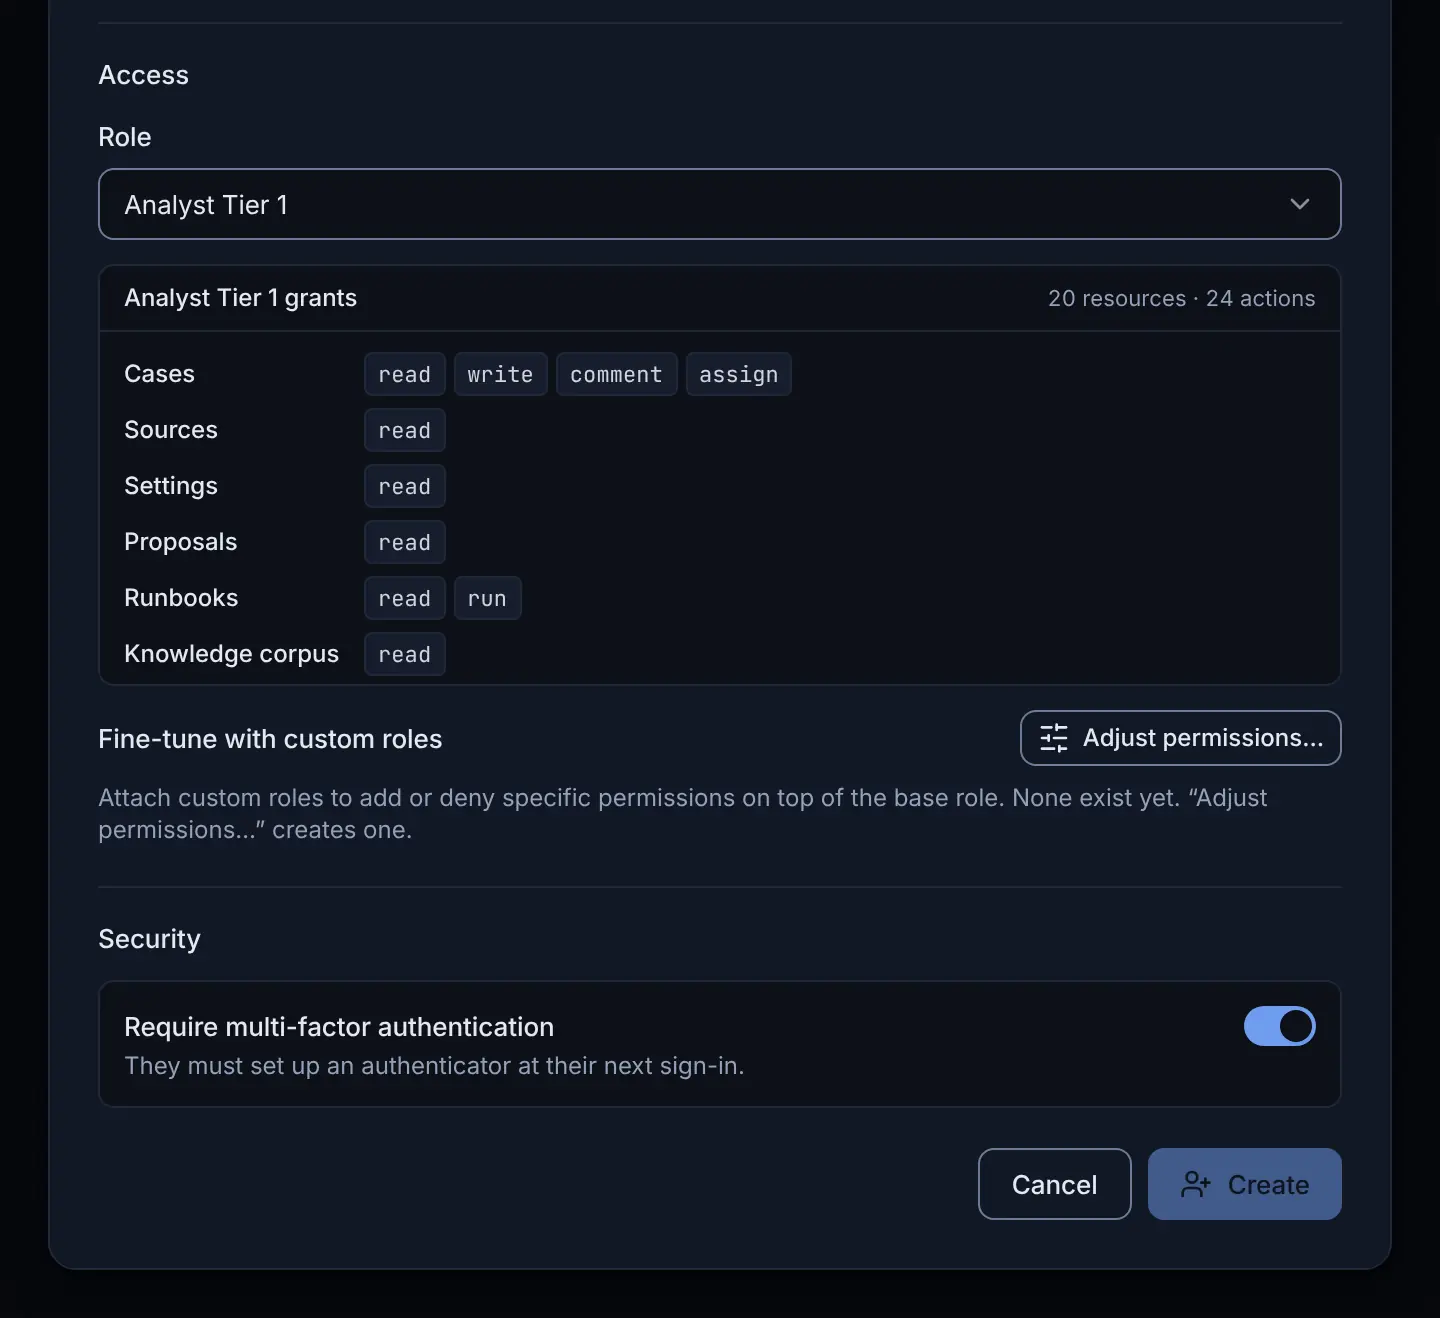 Access
Role
Analyst Tier 1
Analyst Tier 1 grants 20 resources · 24 actions
Cases read write comment assign
Sources read
Settings read
Proposals read
Runbooks read run
Knowledge corpus read
Fine-tune with custom roles Adjust permissions...
Attach custom roles to add or deny specific permissions on top of the base role. None exist yet. “Adjust
permissions...” creates one.
Security
Require multi-factor authentication
They must set up an authenticator at their next sign-in.
Cancel Create